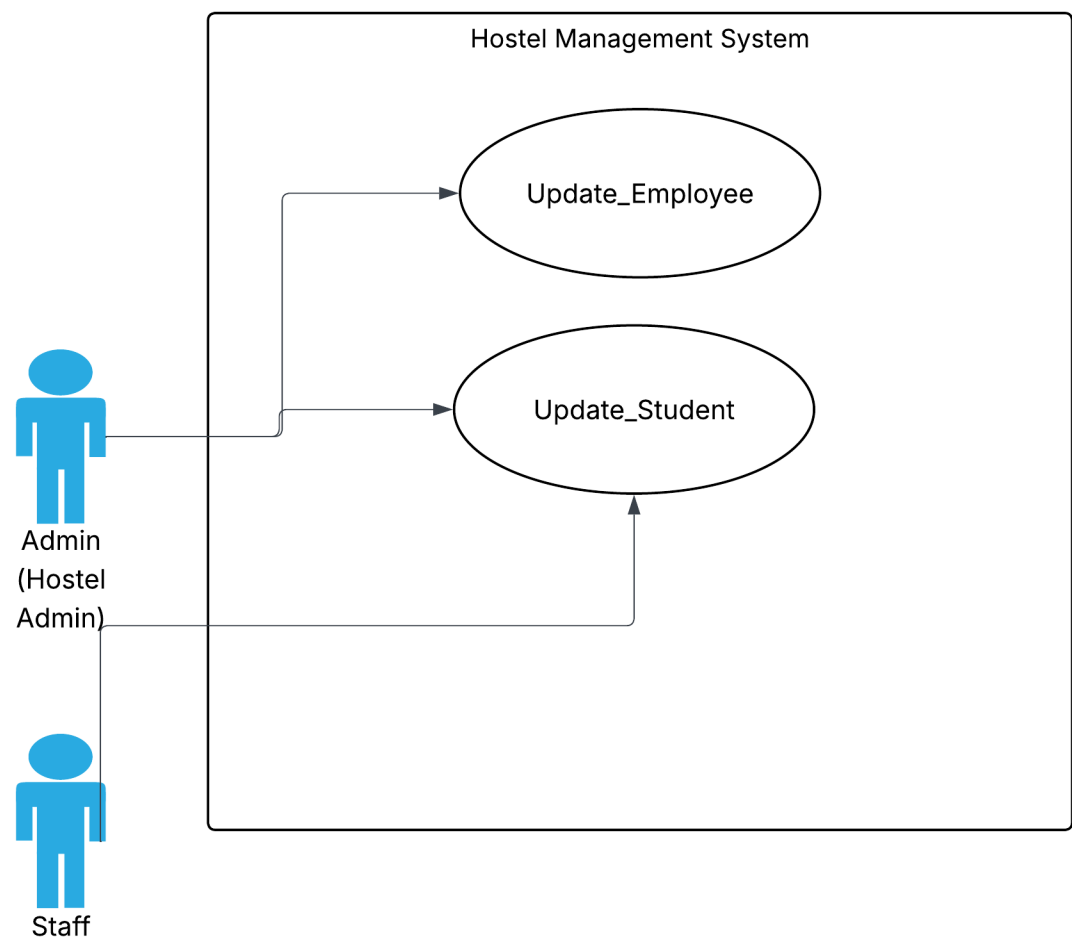 Hostel Management System
Update_Employee
Update_Student
Admin
(Hostel
Admin)
Staff